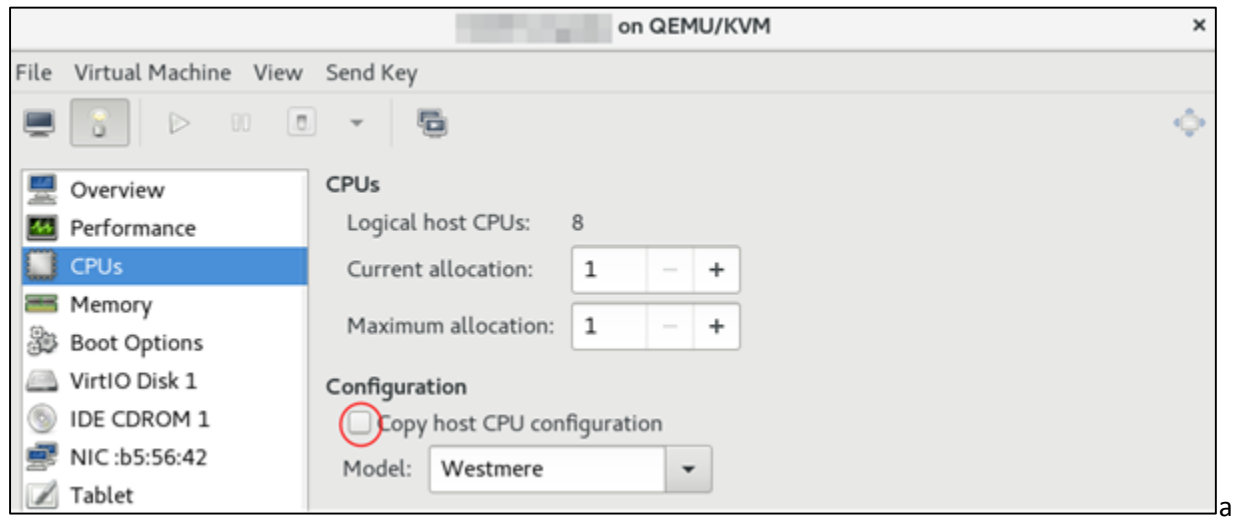 on QEMU/KVM ×
File Virtual Machine View Send Key
Overview
Performance
CPUs
Memory
Boot Options
VirtIO Disk 1
IDE CDROM 1
NIC :b5:56:42
Tablet
CPUs
Logical host CPUs: 8
Current allocation: 1 − +
Maximum allocation: 1 − +
Configuration
Copy host CPU configuration
Model: Westmere
a